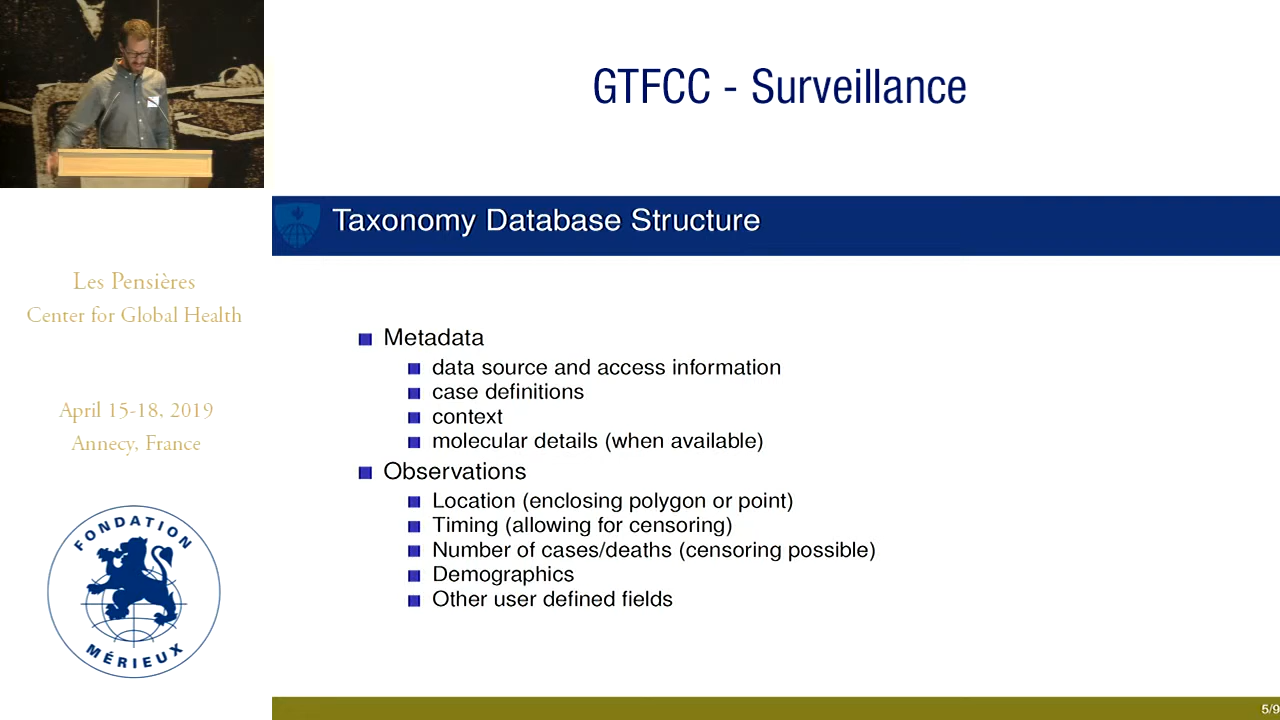 GTFCC - Surveillance
Taxonomy Database Structure
Les Pensières
Center for Global Health
April 15-18, 2019
Annecy, France
FONDATION
MÉRIEUX
Metadata
data source and access information
case definitions
context
molecular details (when available)
Observations
Location (enclosing polygon or point)
Timing (allowing for censoring)
Number of cases/deaths (censoring possible)
Demographics
Other user defined fields
5/9